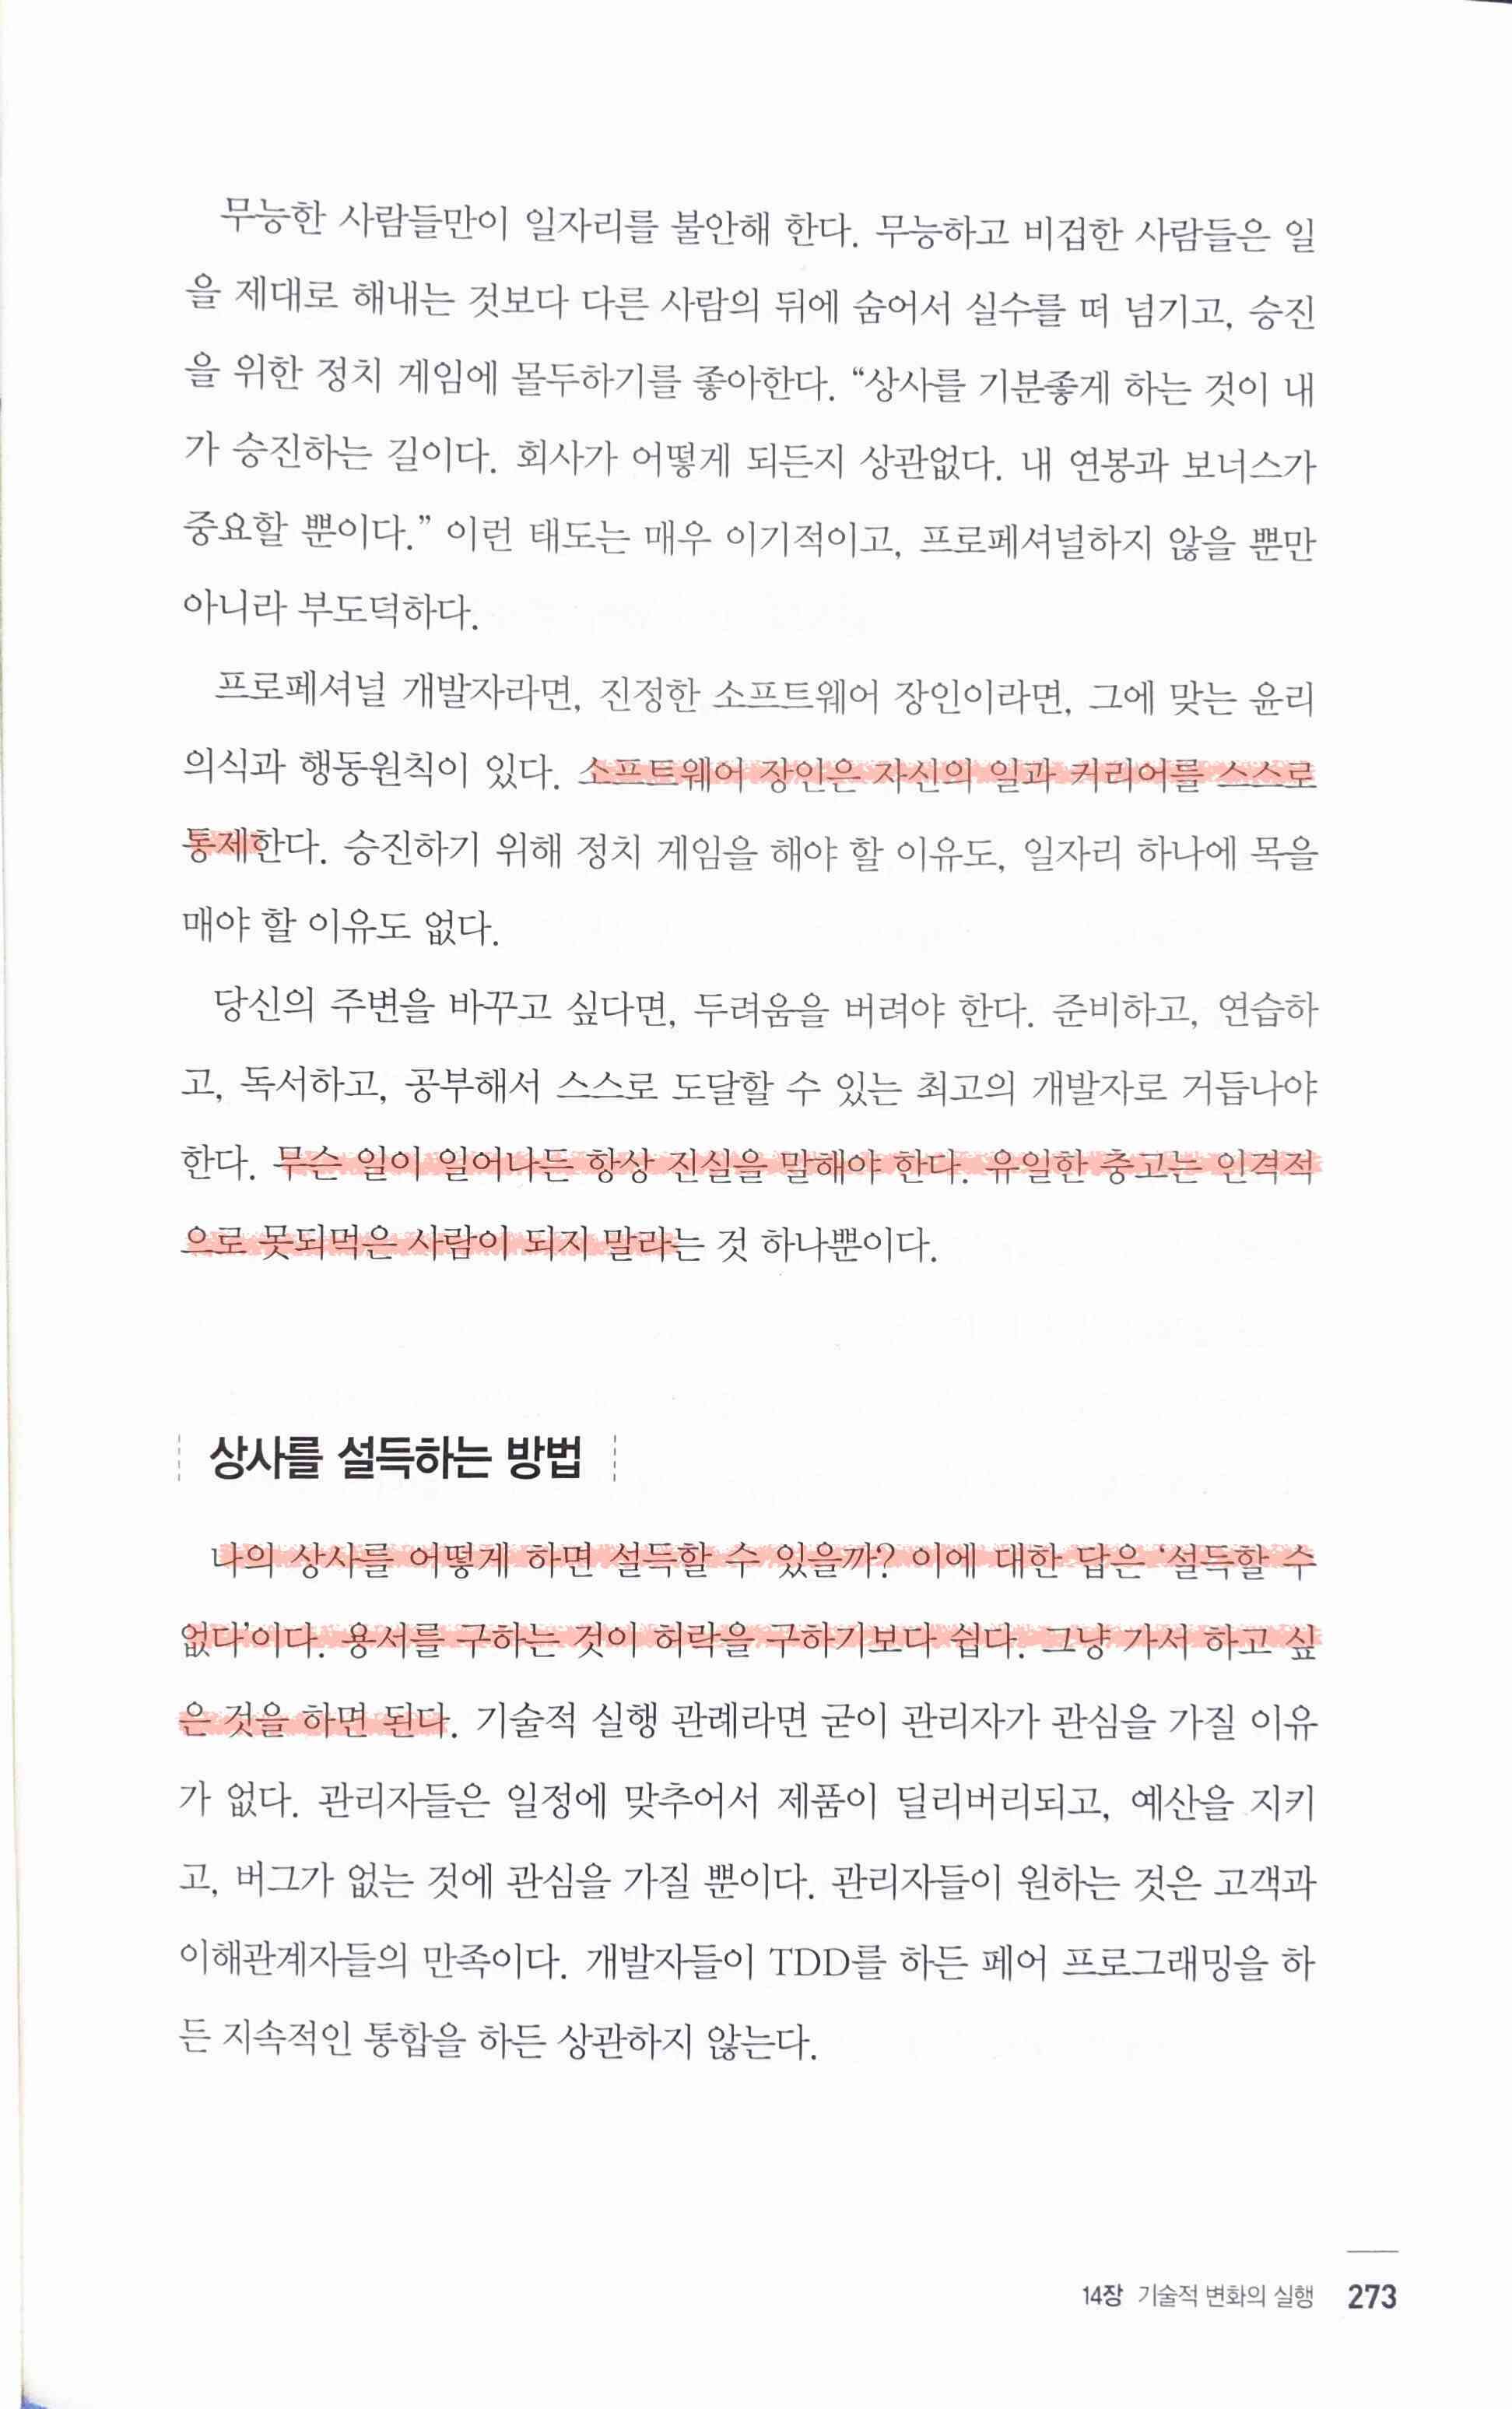 무능한 사람들만이 일자리를 불안해 한다. 무능하고 비겁한 사람들은 일
을 제대로 해내는 것보다 다른 사람의 뒤에 숨어서 실수를 떠 넘기고, 승진
을 위한 정치 게임에 몰두하기를 좋아한다. “상사를 기분좋게 하는 것이 내
가 승진하는 길이다. 회사가 어떻게 되든지 상관없다. 내 연봉과 보너스가
중요할 뿐이다.” 이런 태도는 매우 이기적이고, 프로페셔널하지 않을 뿐만
아니라 부도덕하다.
프로페셔널 개발자라면, 진정한 소프트웨어 장인이라면, 그에 맞는 윤리
의식과 행동원칙이 있다. 소프트웨어 장인은 자신의 일과 커리어를 스스로
통제한다. 승진하기 위해 정치 게임을 해야 할 이유도, 일자리 하나에 목을
매야 할 이유도 없다.
당신의 주변을 바꾸고 싶다면, 두려움을 버려야 한다. 준비하고, 연습하
고, 독서하고, 공부해서 스스로 도달할 수 있는 최고의 개발자로 거듭나야
한다. 무슨 일이 일어나든 항상 진실을 말해야 한다. 유일한 충고는 인격적
으로 못되먹은 사람이 되지 말라는 것 하나뿐이다.
상사를 설득하는 방법
나의 상사를 어떻게 하면 설득할 수 있을까? 이에 대한 답은 ‘설득할 수
없다’이다. 용서를 구하는 것이 허락을 구하기보다 쉽다. 그냥 가서 하고 싶
은 것을 하면 된다. 기술적 실행 관례라면 굳이 관리자가 관심을 가질 이유
가 없다. 관리자들은 일정에 맞추어서 제품이 딜리버리되고, 예산을 지키
고, 버그가 없는 것에 관심을 가질 뿐이다. 관리자들이 원하는 것은 고객과
이해관계자들의 만족이다. 개발자들이 TDD를 하든 페어 프로그래밍을 하
든 지속적인 통합을 하든 상관하지 않는다.
14장 기술적 변화의 실행 273